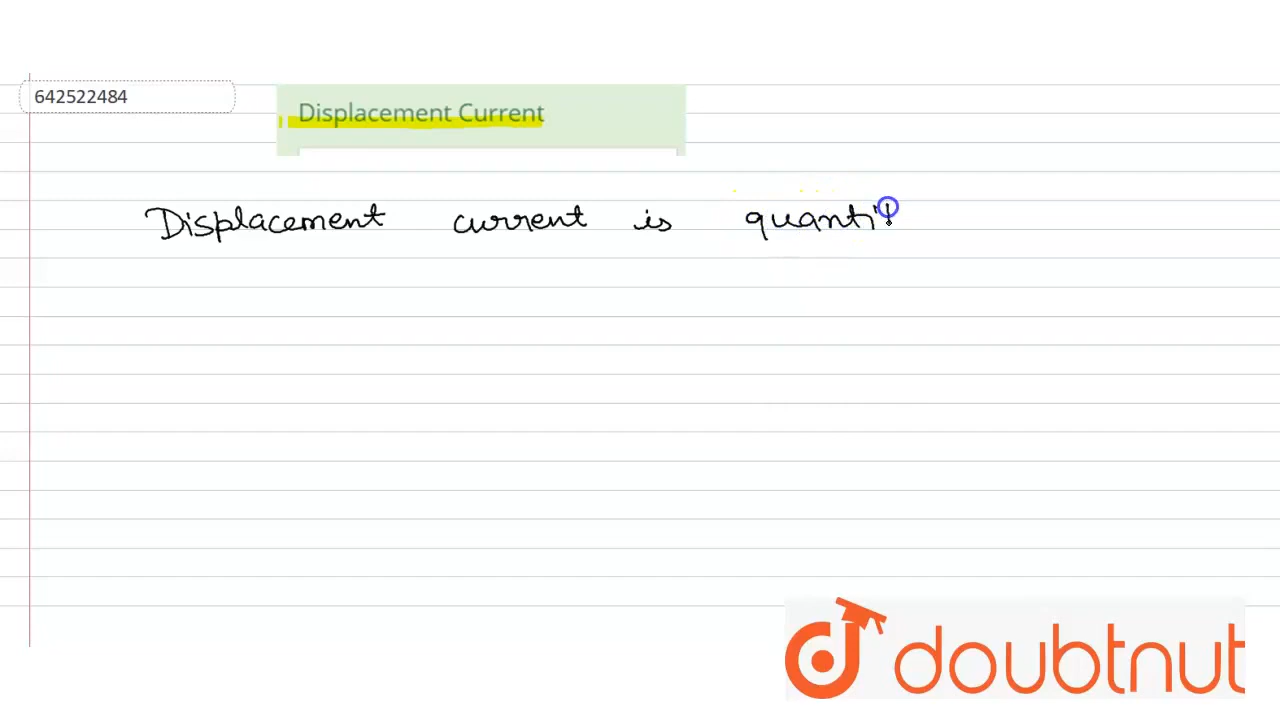 642522484
Displacement Current
Displacement current is quanti
doubtnut